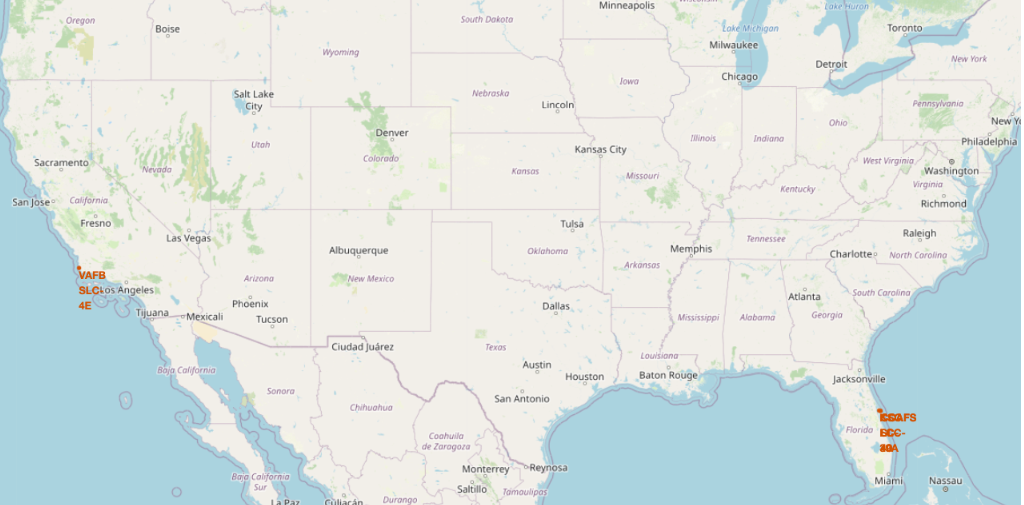 Minneapolis
Wisconsin
Lake Huron
Oregon
Boise
South Dakota
Lake Michigan
Toronto
Milwaukee
Wyoming
Detroit
New York
Chicago
Iowa
Salt Lake
City
Nebraska
Lincoln
Pennsylvania
Ohio
Denver
Utah
Illinois
Indiana
Philadelphia
Sacramento
Nevada
Colorado
Kansas City
Kansas
Missouri
West Virginia
Washington
Virginia
Kentucky
San Jose
California
Richmond
Fresno
Tulsa
Las Vegas
Albuquerque
Oklahoma
Memphis
Tennessee
Raleigh
Charlotte
North Carolina
VAFB
SLC-
4E
Los Angeles
Arizona
New Mexico
Arkansas
South Carolina
Phoenix
Tucson
Dallas
Atlanta
Tijuana
Mexicali
Mississippi
Alabama
Georgia
Ciudad Juárez
Texas
Louisiana
Baja California
Austin
Houston
Baton Rouge
Jacksonville
Sonora
San Antonio
Chihuahua
Florida
Coahuila
de Zaragoza
Monterrey
Reynosa
Baja California
Sur
Saltillo
Tamaulipas
Miami
Nassau
La Paz
Culiacán
Durango